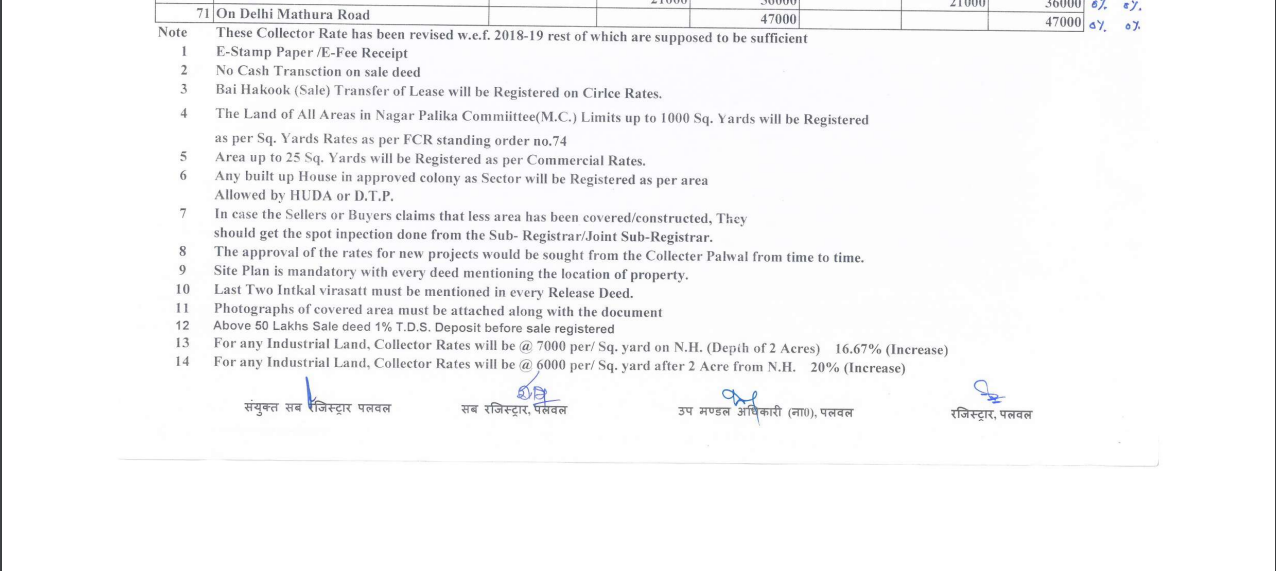 21000 30000 21000 36000 0% 0%
71 On Delhi Mathura Road 47000 47000 0% 0%
Note These Collector Rate has been revised w.e.f. 2018-19 rest of which are supposed to be sufficient
1 E-Stamp Paper /E-Fee Receipt
2 No Cash Transction on sale deed
3 Bai Hakook (Sale) Transfer of Lease will be Registered on Cirlce Rates.
4 The Land of All Areas in Nagar Palika Commiittee(M.C.) Limits up to 1000 Sq. Yards will be Registered
as per Sq. Yards Rates as per FCR standing order no.74
5 Area up to 25 Sq. Yards will be Registered as per Commercial Rates.
6 Any built up House in approved colony as Sector will be Registered as per area
Allowed by HUDA or D.T.P.
7 In case the Sellers or Buyers claims that less area has been covered/constructed, They
should get the spot inpection done from the Sub- Registrar/Joint Sub-Registrar.
8 The approval of the rates for new projects would be sought from the Collecter Palwal from time to time.
9 Site Plan is mandatory with every deed mentioning the location of property.
10 Last Two Intkal virasatt must be mentioned in every Release Deed.
11 Photographs of covered area must be attached along with the document
12 Above 50 Lakhs Sale deed 1% T.D.S. Deposit before sale registered
13 For any Industrial Land, Collector Rates will be @ 7000 per/ Sq. yard on N.H. (Depth of 2 Acres) 16.67% (Increase)
14 For any Industrial Land, Collector Rates will be @ 6000 per/ Sq. yard after 2 Acre from N.H. 20% (Increase)
संयुक्त सब रजिस्ट्रार पलवल सब रजिस्ट्रार, पलवल उप मण्डल अधिकारी (ना0), पलवल रजिस्ट्रार, पलवल